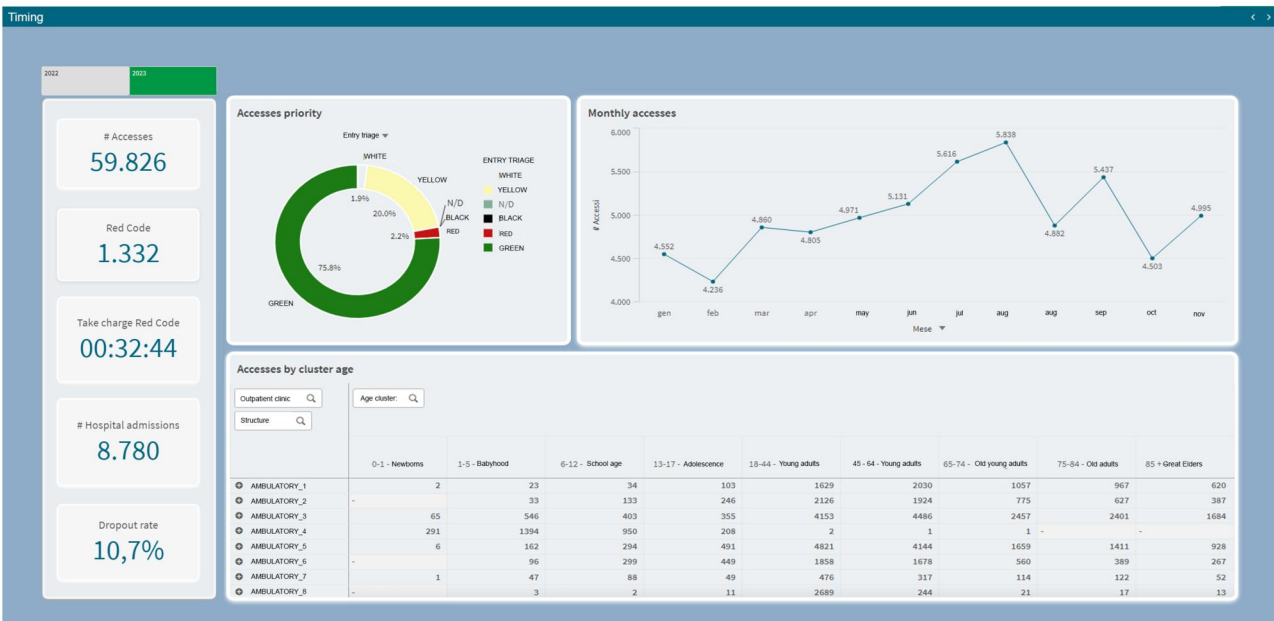 Timing
2022 2023
# Accesses
59.826
Red Code
1.332
Take charge Red Code
00:32:44
# Hospital admissions
8.780
Dropout rate
10,7%
Accesses priority
Entry triage
WHITE
YELLOW
N/D
BLACK
RED
GREEN
1.9%
20.0%
2.2%
75.8%
ENTRY TRIAGE
WHITE
YELLOW
N/D
BLACK
RED
GREEN
Monthly accesses
# Accessi
6.000
5.500
5.000
4.500
4.000
4.552
4.236
4.860
4.805
4.971
5.131
5.616
5.838
4.882
5.437
4.503
4.995
gen feb mar apr may jun jul aug aug sep oct nov
Mese
Accesses by cluster age
Outpatient clinic
Age cluster:
Structure
0-1 - Newborns 1-5 - Babyhood 6-12 - School age 13-17 - Adolescence 18-44 - Young adults 45 - 64 - Young adults 65-74 - Old young adults 75-84 - Old adults 85 + Great Elders
AMBULATORY_1 2 23 34 103 1629 2030 1057 967 620
AMBULATORY_2 - 33 133 246 2126 1924 775 627 387
AMBULATORY_3 65 546 403 355 4153 4486 2457 2401 1684
AMBULATORY_4 291 1394 950 208 2 1 1 - -
AMBULATORY_5 6 162 294 491 4821 4144 1659 1411 928
AMBULATORY_6 - 96 299 449 1858 1678 560 389 267
AMBULATORY_7 1 47 88 49 476 317 114 122 52
AMBULATORY_8 - 3 2 11 2689 244 21 17 13